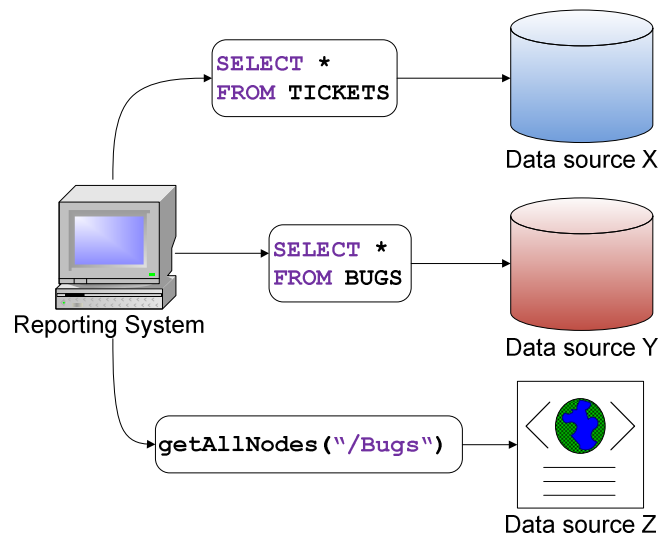 SELECT *
FROM TICKETS
Data source X
Reporting System
SELECT *
FROM BUGS
Data source Y
getAllNodes(“/Bugs“)
Data source Z